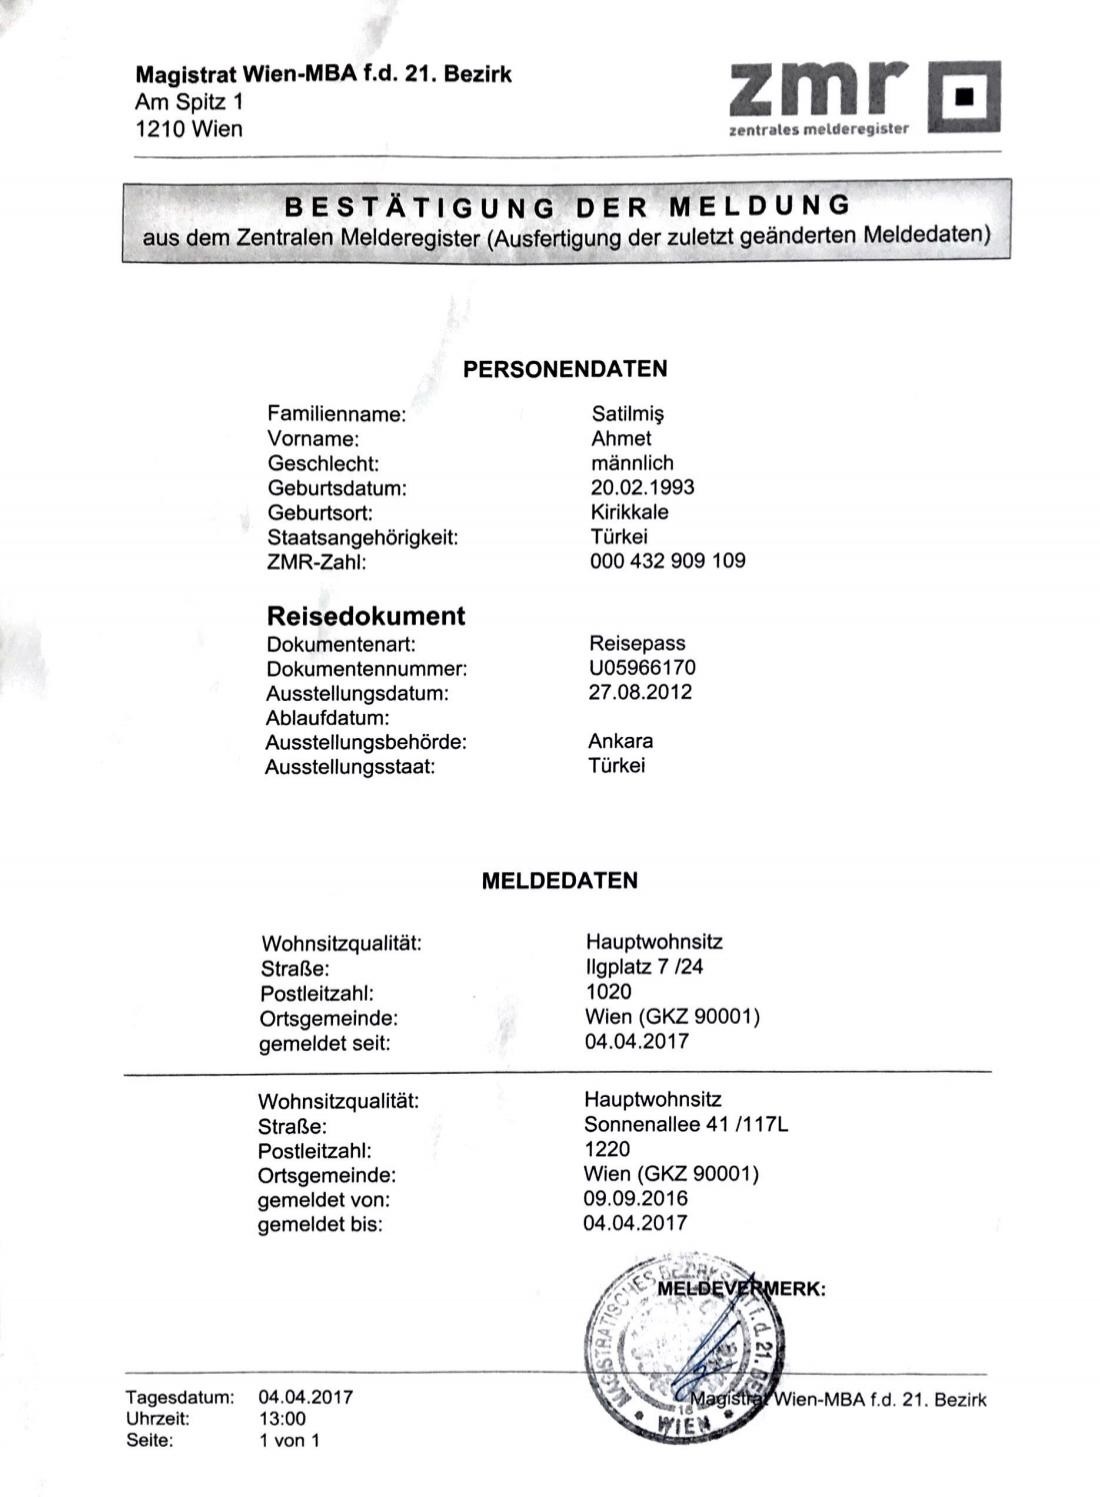 Magistrat Wien-MBA f.d. 21. Bezirk
Am Spitz 1
1210 Wien
zmr
zentrales melderegister
BESTÄTIGUNG DER MELDUNG
aus dem Zentralen Melderegister (Ausfertigung der zuletzt geänderten Meldedaten)
PERSONENDATEN
Familienname: Satilmiş
Vorname: Ahmet
Geschlecht: männlich
Geburtsdatum: 20.02.1993
Geburtsort: Kirikkale
Staatsangehörigkeit: Türkei
ZMR-Zahl: 000 432 909 109
Reisedokument
Dokumentenart: Reisepass
Dokumentennummer: U05966170
Ausstellungsdatum: 27.08.2012
Ablaufdatum:
Ausstellungsbehörde: Ankara
Ausstellungsstaat: Türkei
MELDEDATEN
Wohnsitzqualität: Hauptwohnsitz
Straße: Ilgplatz 7 /24
Postleitzahl: 1020
Ortsgemeinde: Wien (GKZ 90001)
gemeldet seit: 04.04.2017
Wohnsitzqualität: Hauptwohnsitz
Straße: Sonnenallee 41 /117L
Postleitzahl: 1220
Ortsgemeinde: Wien (GKZ 90001)
gemeldet von: 09.09.2016
gemeldet bis: 04.04.2017
MELDEVERMERK:
MAGISTRATISCHES f.d. 21. BEZ
16
WIEN
Tagesdatum: 04.04.2017 Magistrat Wien-MBA f.d. 21. Bezirk
Uhrzeit: 13:00
Seite: 1 von 1